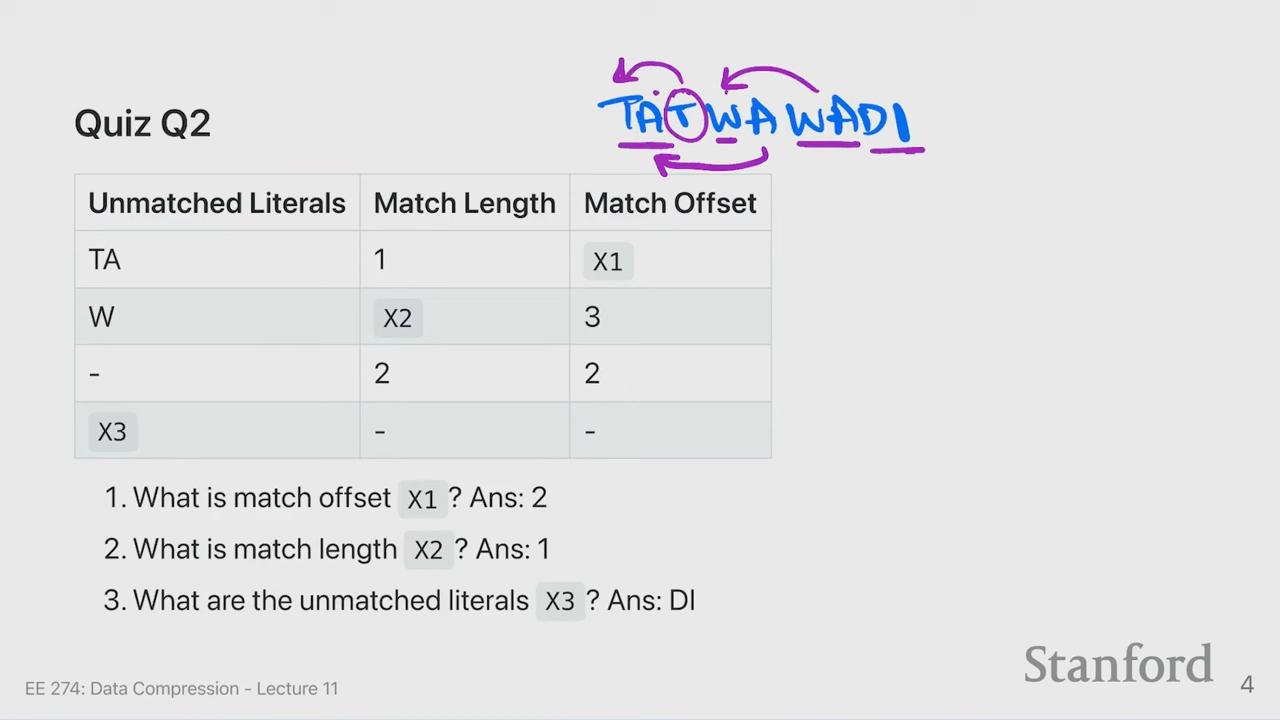 TATWAWADI
Quiz Q2
Unmatched Literals Match Length Match Offset
TA 1 X1
W X2 3
- 2 2
X3 - -
1. What is match offset X1 ? Ans: 2
2. What is match length X2 ? Ans: 1
3. What are the unmatched literals X3 ? Ans: DI
Stanford
EE 274: Data Compression - Lecture 11
4